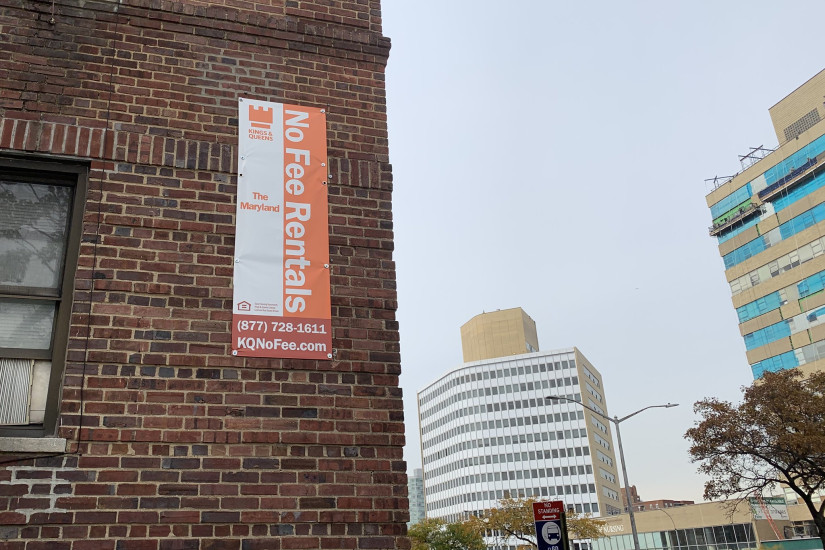 KINGS &
QUEENS
The
Maryland
No Fee Rentals
(877) 728-1611
KQNoFee.com
NO
STANDING